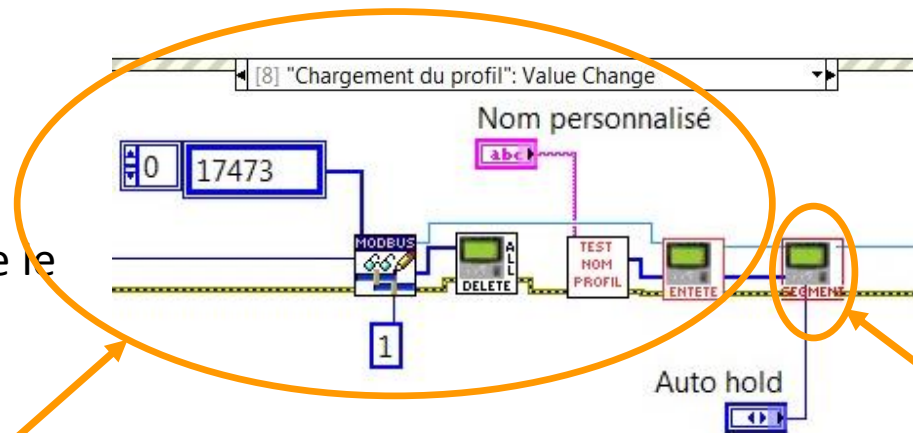 [8] "Chargement du profil": Value Change
Nom personnalisé
abc
0
17473
e le
MODBUS
ALL
DELETE
TEST
NOM
PROFIL
ENTETE
SEGMENT
1
Auto hold